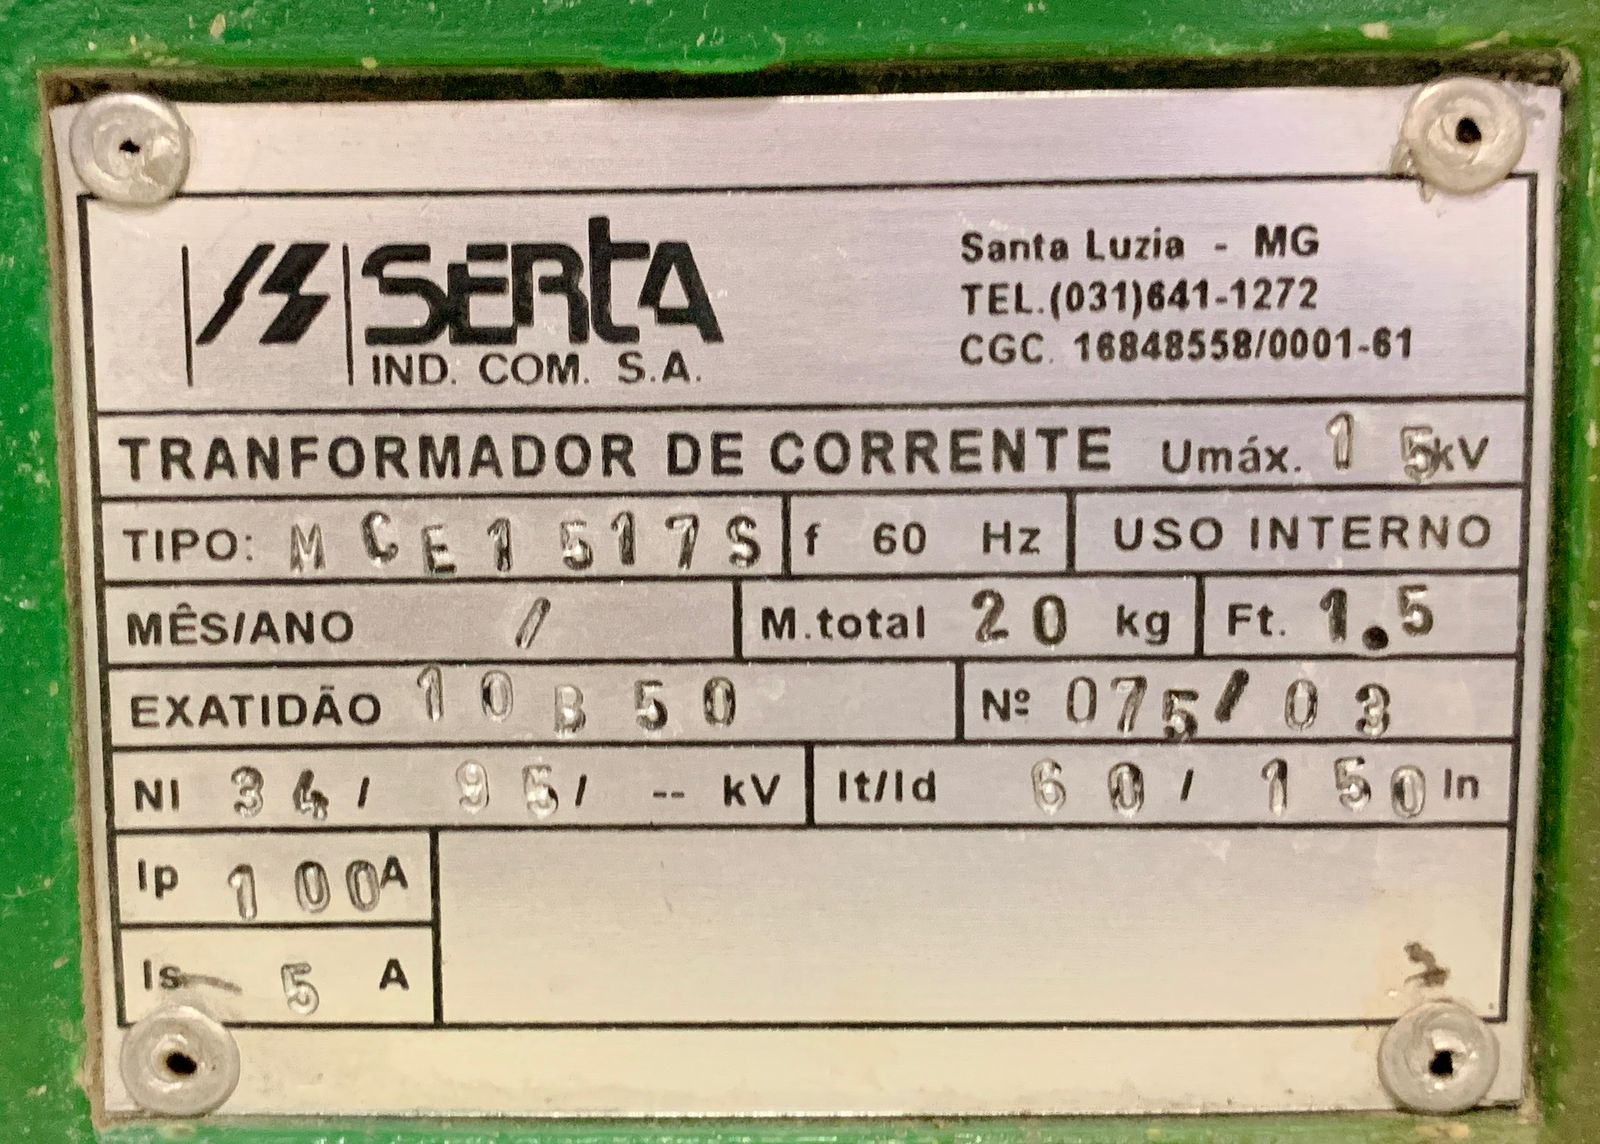 SERTA
IND. COM. S.A.
Santa Luzia - MG
TEL.(031)641-1272
CGC. 16848558/0001-61
TRANFORMADOR DE CORRENTE Umáx. 15kV
TIPO: MCE1517S f 60 Hz USO INTERNO
MÊS/ANO / M.total 20 kg Ft. 1.5
EXATIDÃO 10B50 Nº 075/03
NI 34/ 95/ -- kV It/Id 60/150 In
Ip 100A
Is 5 A